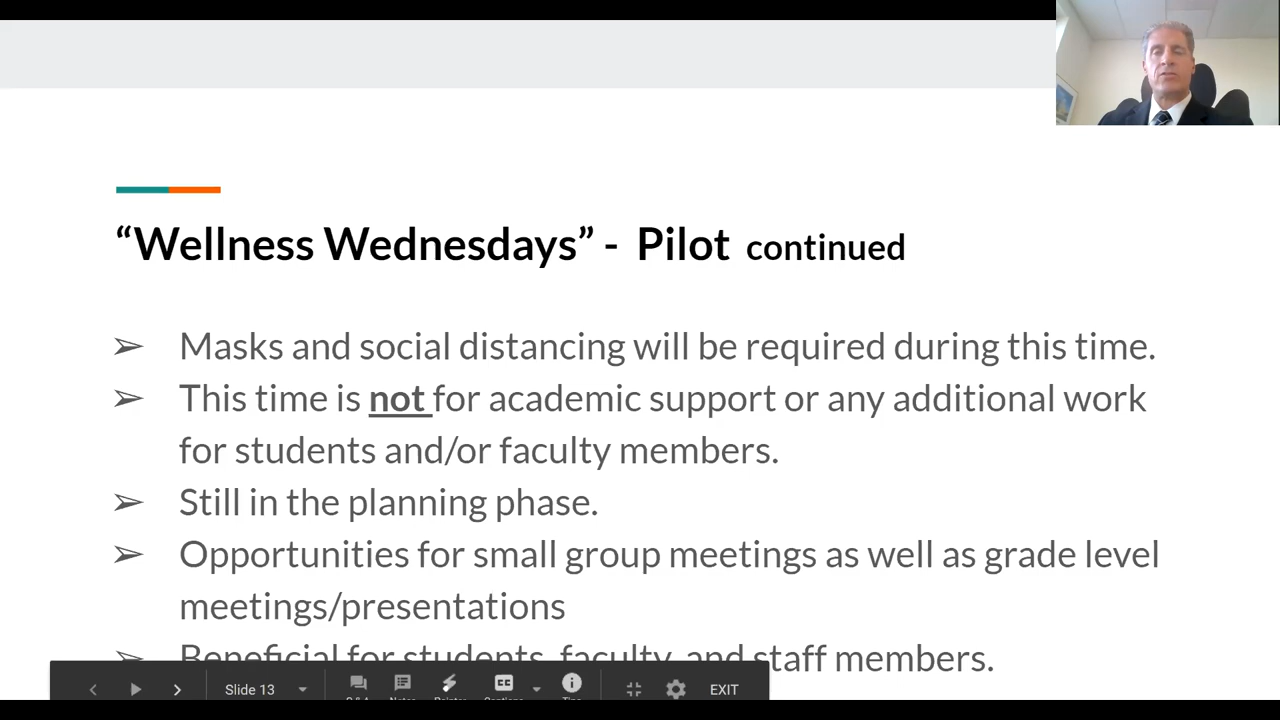 “Wellness Wednesdays” - Pilot continued
➢ Masks and social distancing will be required during this time.
➢ This time is not for academic support or any additional work
for students and/or faculty members.
➢ Still in the planning phase.
➢ Opportunities for small group meetings as well as grade level
meetings/presentations
➢ Beneficial for students, faculty, and staff members.
Slide 13 CC EXIT